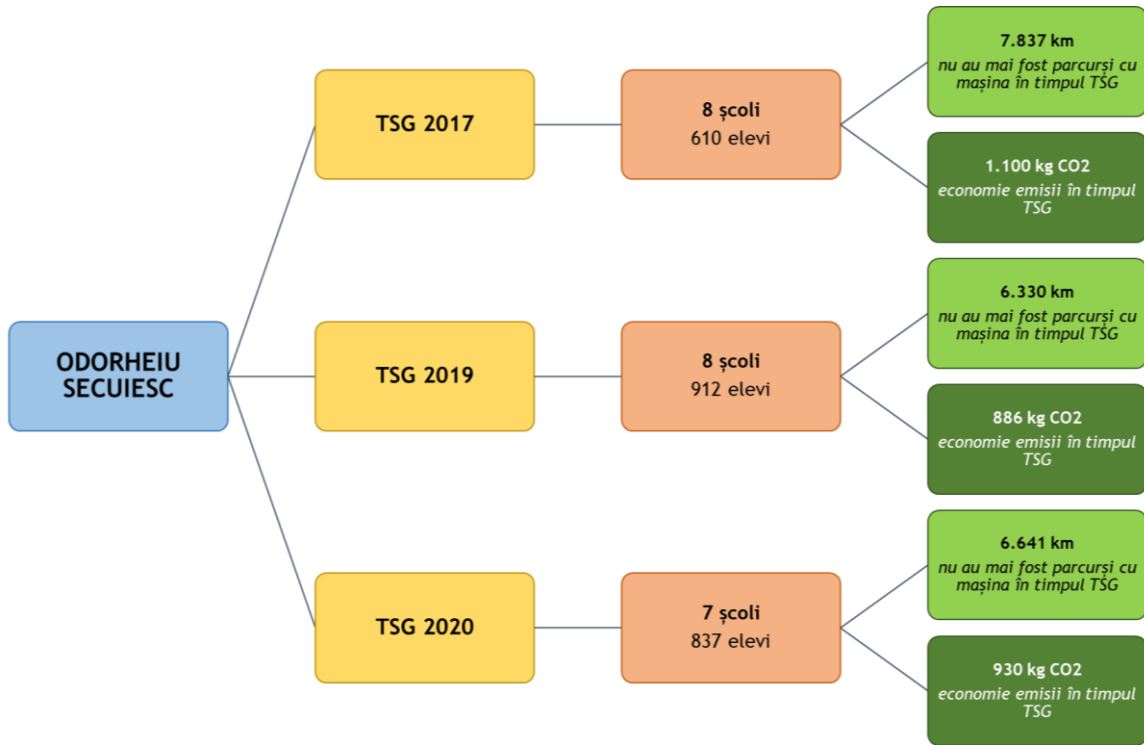 7.837 km
nu au mai fost parcurși cu
mașina în timpul TSG
TSG 2017
8 școli
610 elevi
1.100 kg CO2
economie emisii în timpul
TSG
6.330 km
nu au mai fost parcurși cu
mașina în timpul TSG
ODORHEIU
SECUIESC
TSG 2019
8 școli
912 elevi
886 kg CO2
economie emisii în timpul
TSG
6.641 km
nu au mai fost parcurși cu
mașina în timpul TSG
TSG 2020
7 școli
837 elevi
930 kg CO2
economie emisii în timpul
TSG